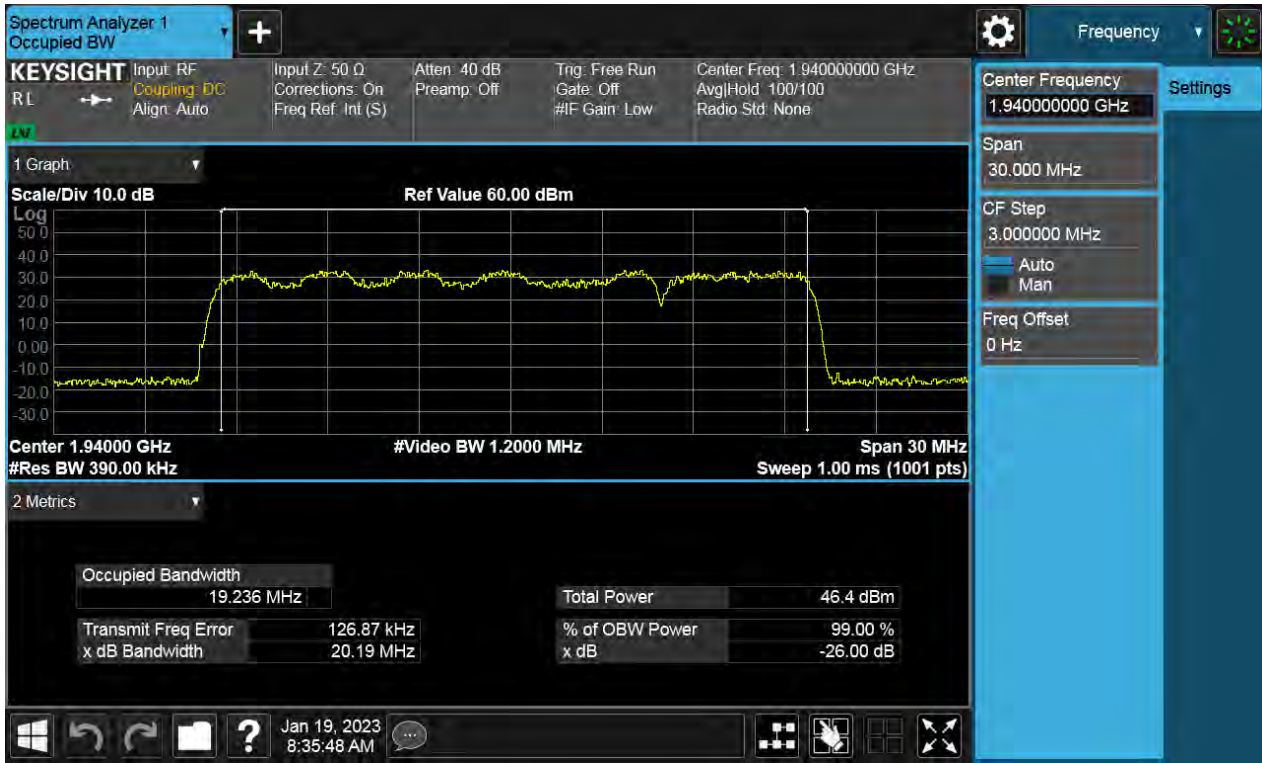 Spectrum Analyzer 1
Occupied BW
+
Frequency
KEYSIGHT
RL
LXI
Input: RF
Coupling: DC
Align: Auto
Input Z: 50 Ω
Corrections: On
Freq Ref: Int (S)
Atten: 40 dB
Preamp: Off
Trig: Free Run
Gate: Off
#IF Gain: Low
Center Freq: 1.940000000 GHz
Avg|Hold: 100/100
Radio Std: None
Center Frequency
1.940000000 GHz
Settings
Span
30.000 MHz
CF Step
3.000000 MHz
Auto
Man
Freq Offset
0 Hz
1 Graph
Scale/Div 10.0 dB
Ref Value 60.00 dBm
Log
50.0
40.0
30.0
20.0
10.0
0.00
-10.0
-20.0
-30.0
Center 1.94000 GHz
#Video BW 1.2000 MHz
Span 30 MHz
#Res BW 390.00 kHz
Sweep 1.00 ms (1001 pts)
2 Metrics
Occupied Bandwidth
19.236 MHz
Total Power 46.4 dBm
Transmit Freq Error 126.87 kHz
% of OBW Power 99.00 %
x dB Bandwidth 20.19 MHz
x dB -26.00 dB
?
Jan 19, 2023
8:35:48 AM